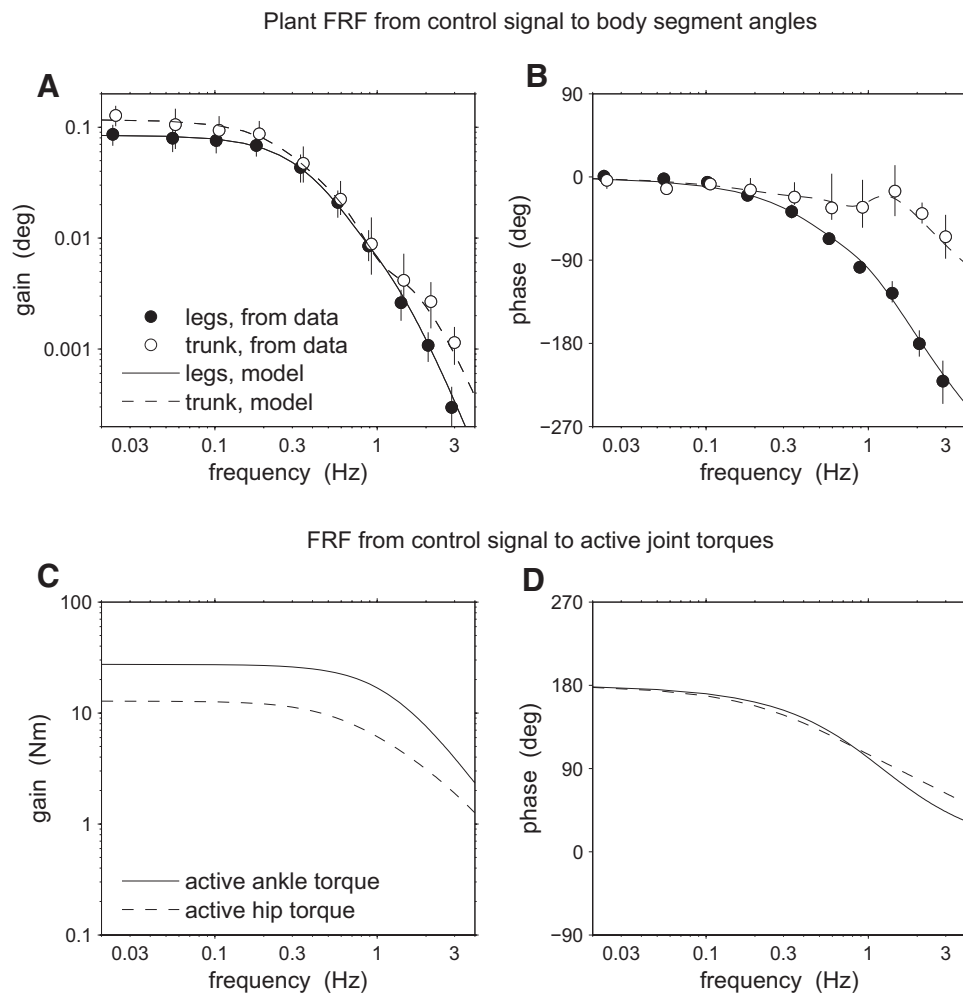 Plant FRF from control signal to body segment angles
A
0.1
0.01
0.001
gain (deg)
legs, from data
trunk, from data
legs, model
trunk, model
0.03 0.1 0.3 1 3
frequency (Hz)
B
90
0
−90
−180
−270
phase (deg)
0.03 0.1 0.3 1 3
frequency (Hz)
FRF from control signal to active joint torques
C
100
10
1
0.1
gain (Nm)
active ankle torque
active hip torque
0.03 0.1 0.3 1 3
frequency (Hz)
D
270
180
90
0
−90
phase (deg)
0.03 0.1 0.3 1 3
frequency (Hz)